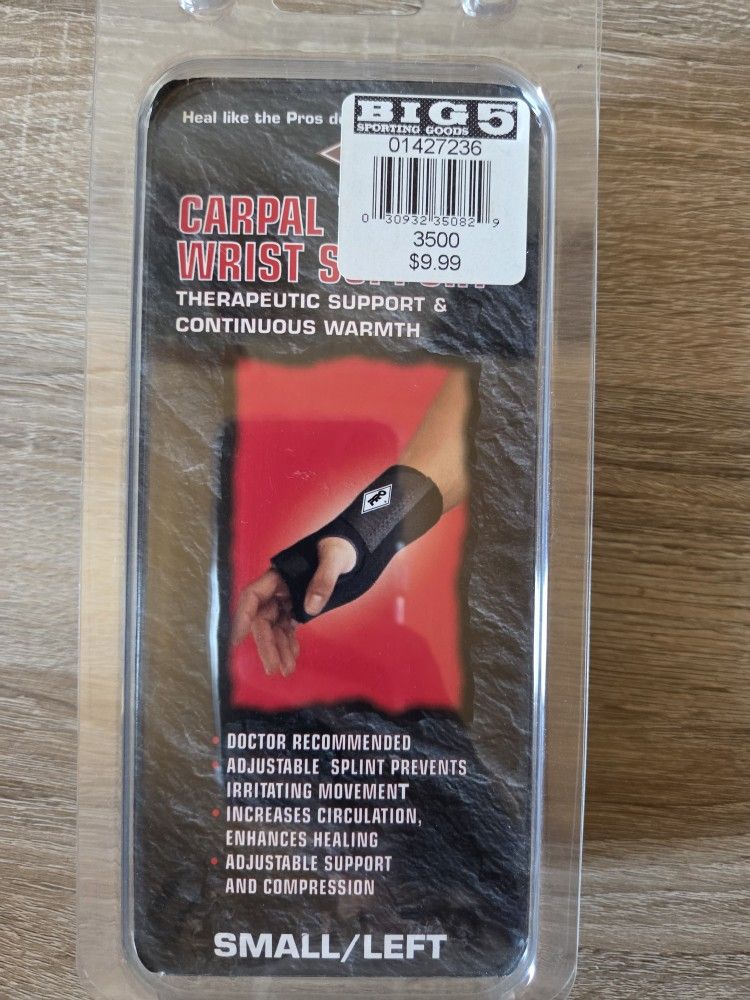 Heal like the Pros
BIG 5
SPORTING GOODS
01427236
0 30932 35082 9
3500
$9.99
CARPAL
WRIST SUPPORT
THERAPEUTIC SUPPORT &
CONTINUOUS WARMTH
PRO
• DOCTOR RECOMMENDED
• ADJUSTABLE SPLINT PREVENTS
IRRITATING MOVEMENT
• INCREASES CIRCULATION,
ENHANCES HEALING
• ADJUSTABLE SUPPORT
AND COMPRESSION
SMALL/LEFT